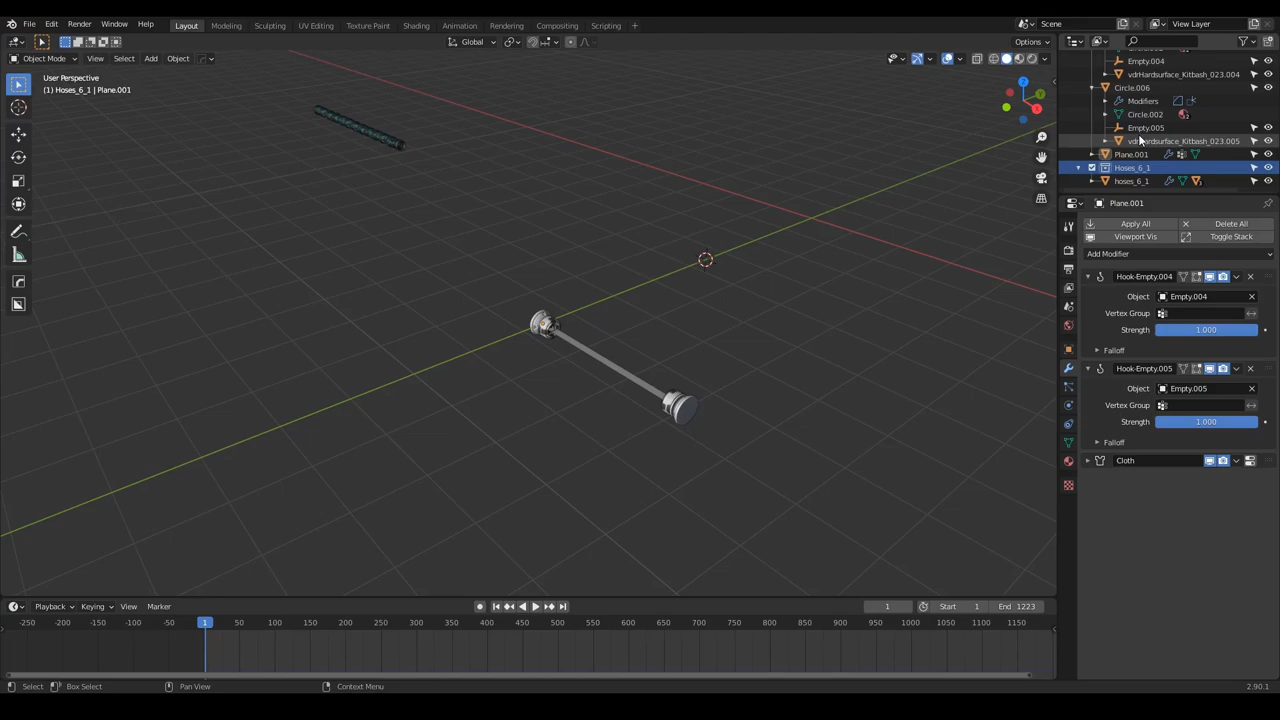 File Edit Render Window Help Layout Modeling Sculpting UV Editing Texture Paint Shading Animation Rendering Compositing Scripting + Scene View Layer
Global Options
Object Mode View Select Add Object
User Perspective
(1) Hoses_6_1 | Plane.001
Empty.004
vdrHardsurface_Kitbash_023.004
Circle.006
Modifiers
Circle.002
Empty.005
vdrHardsurface_Kitbash_023.005
Plane.001
Hoses_6_1
hoses_6_1
Plane.001
Apply All Delete All
Viewport Vis Toggle Stack
Add Modifier
Hook-Empty.004
Object Empty.004
Vertex Group
Strength 1.000
Falloff
Hook-Empty.005
Object Empty.005
Vertex Group
Strength 1.000
Falloff
Cloth
Playback Keying View Marker 1 Start 1 End 1223
-250 -200 -150 -100 -50 1 50 100 150 200 250 300 350 400 450 500 550 600 650 700 750 800 850 900 950 1000 1050 1100 1150
Select Box Select Pan View Context Menu 2.90.1